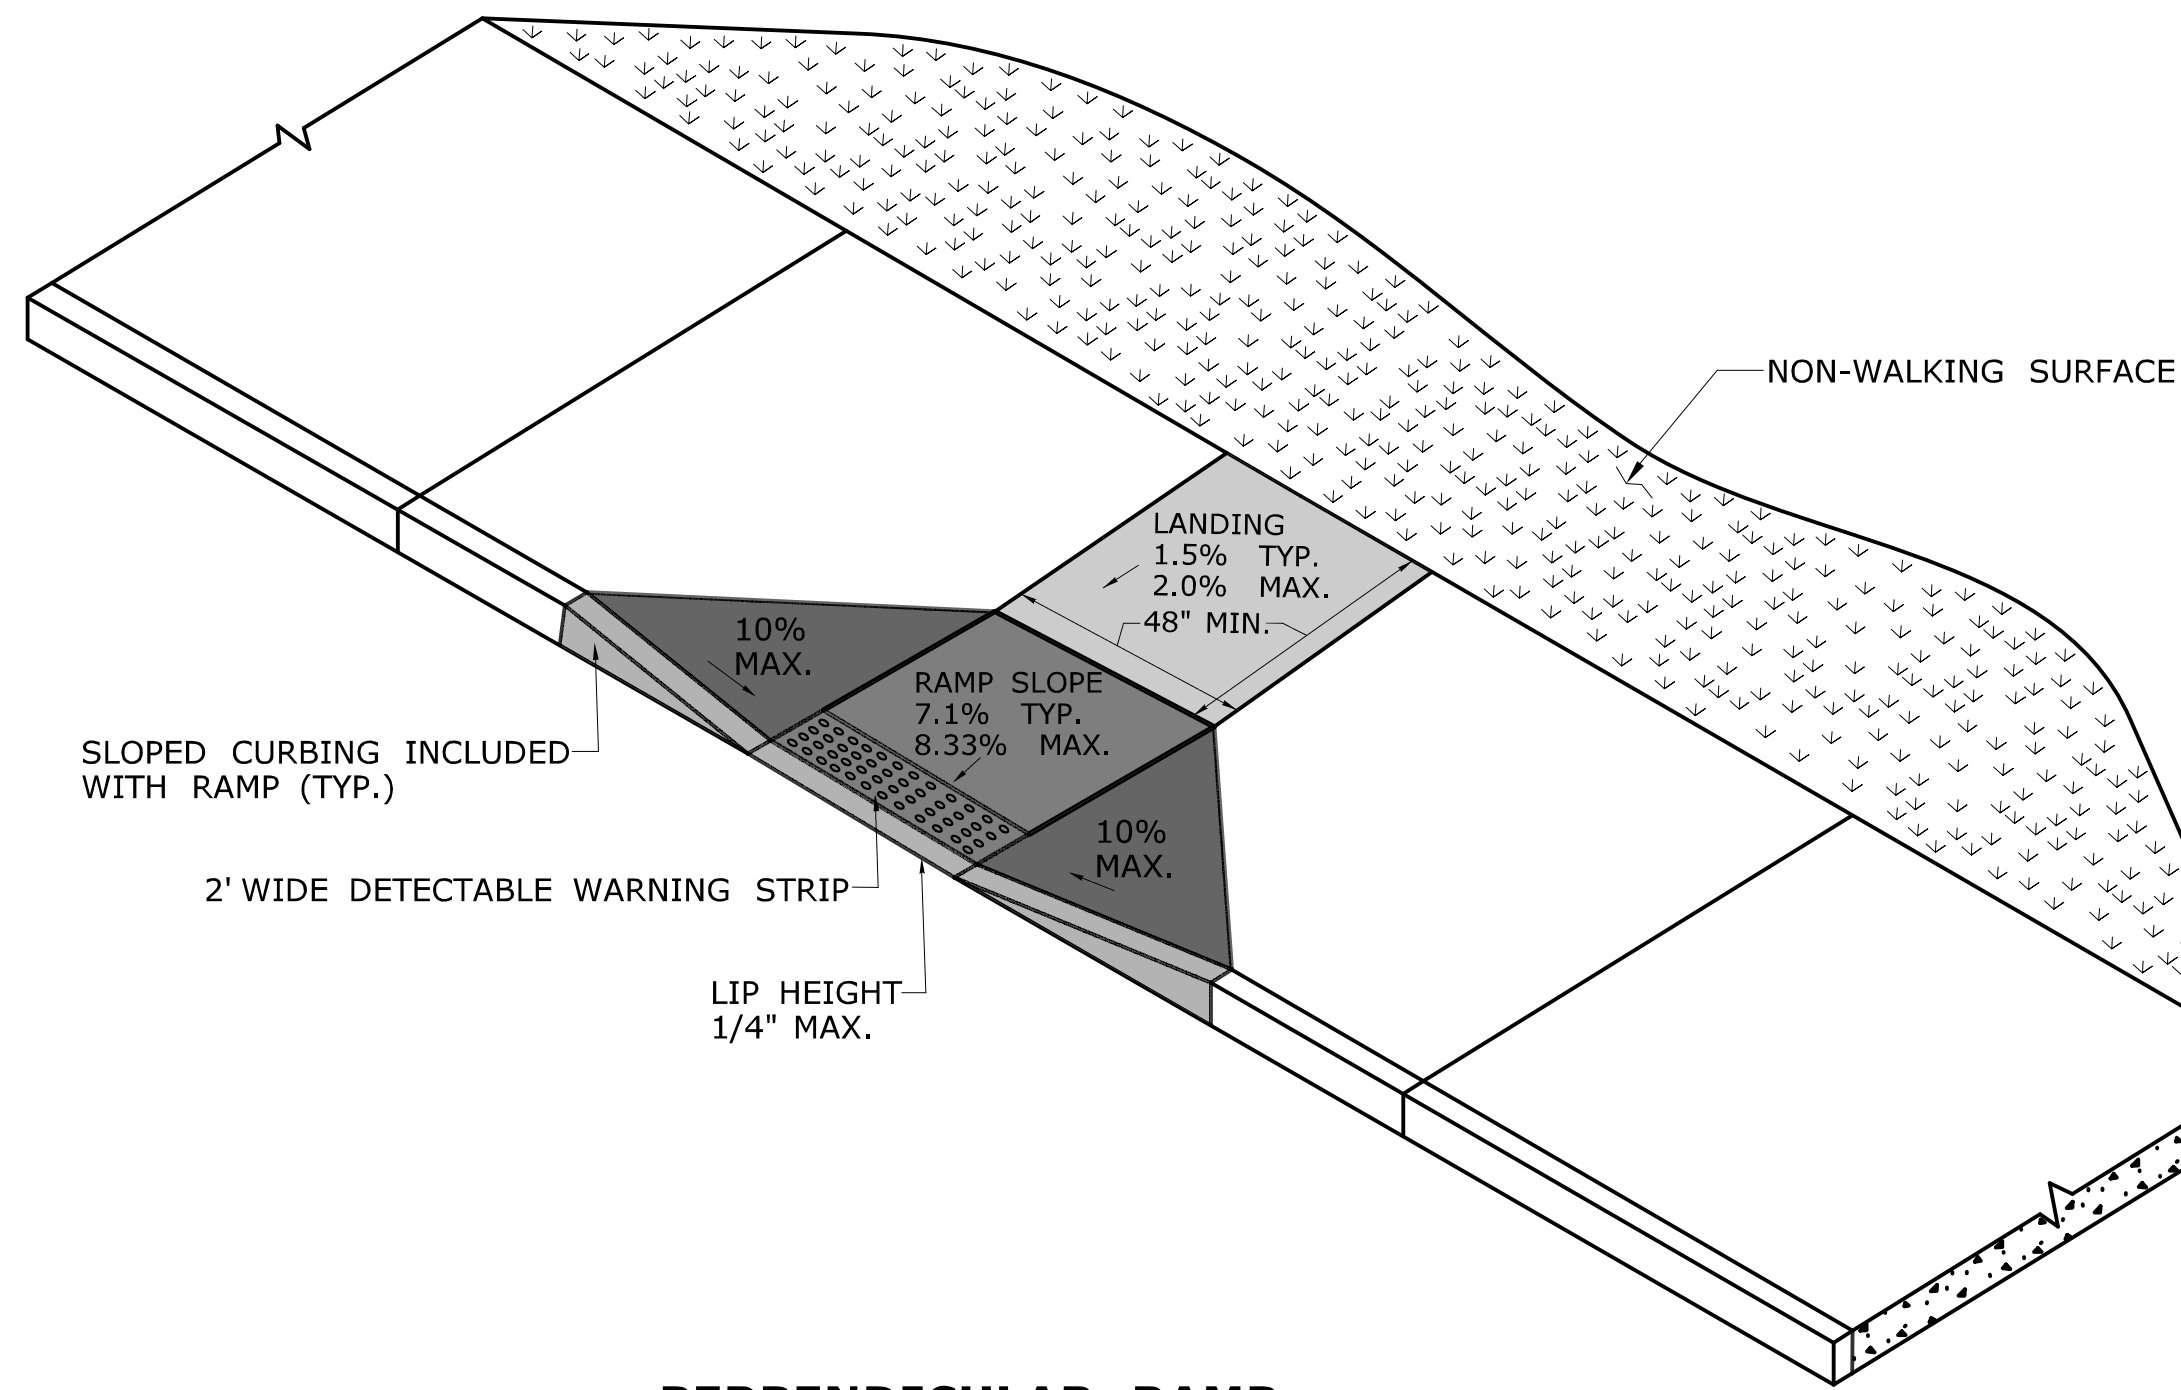 NON-WALKING SURFACE
LANDING
1.5% TYP.
2.0% MAX.
48" MIN.
10%
MAX.
RAMP SLOPE
7.1% TYP.
8.33% MAX.
SLOPED CURBING INCLUDED
WITH RAMP (TYP.)
10%
MAX.
2' WIDE DETECTABLE WARNING STRIP
LIP HEIGHT
1/4" MAX.
PERPENDICULAR RAMP